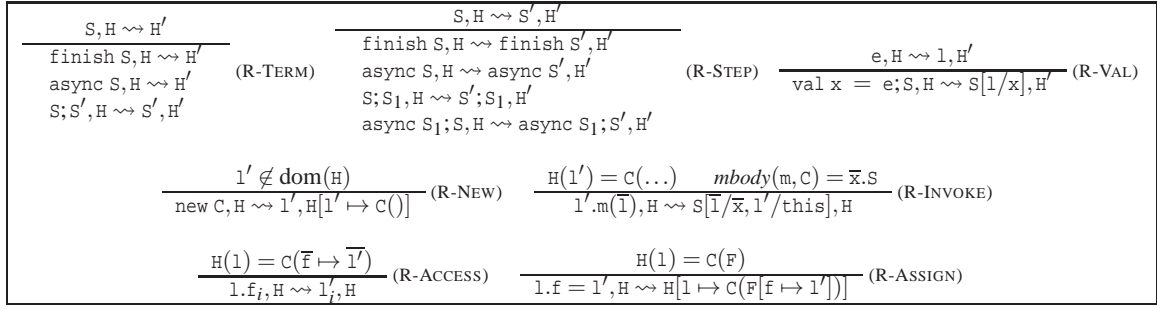 S,H ⇝ H′
finish S,H ⇝ H′
async S,H ⇝ H′
S;S′,H ⇝ S′,H′
(R-TERM)
S,H ⇝ S′,H′
finish S,H ⇝ finish S′,H′
async S,H ⇝ async S′,H′
S;S₁,H ⇝ S′;S₁,H′
async S₁;S,H ⇝ async S₁;S′,H′
(R-STEP)
e,H ⇝ l,H′
val x = e;S,H ⇝ S[l/x],H′
(R-VAL)
l′ ∉ dom(H)
new C,H ⇝ l′,H[l′ ↦ C()]
(R-NEW)
H(l′) = C(...) mbody(m,C) = x̅.S
l′.m(l̅),H ⇝ S[l̅/x̅,l′/this],H
(R-INVOKE)
H(l) = C(f̅ ↦ l̅′)
l.fᵢ,H ⇝ l′ᵢ,H
(R-ACCESS)
H(l) = C(F)
l.f = l′,H ⇝ H[l ↦ C(F[f ↦ l′])]
(R-ASSIGN)